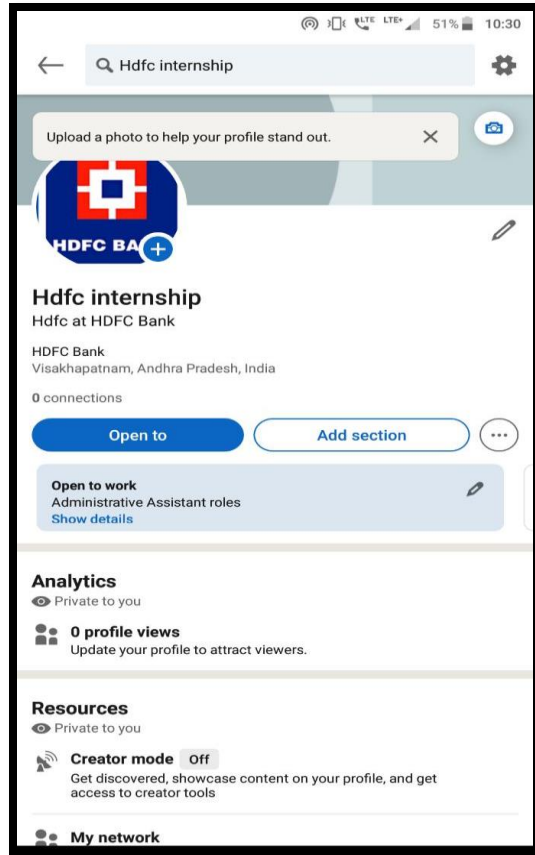 LTE LTE+ 51% 10:30
Hdfc internship
Upload a photo to help your profile stand out.
HDFC BA
Hdfc internship
Hdfc at HDFC Bank
HDFC Bank
Visakhapatnam, Andhra Pradesh, India
0 connections
Open to Add section
Open to work
Administrative Assistant roles
Show details
Analytics
Private to you
0 profile views
Update your profile to attract viewers.
Resources
Private to you
Creator mode Off
Get discovered, showcase content on your profile, and get
access to creator tools
My network